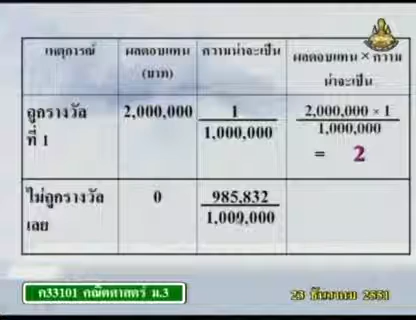 เหตุการณ์ ผลตอบแทน ความน่าจะเป็น ผลตอบแทน × ความ
(บาท) น่าจะเป็น
ถูกรางวัล 2,000,000 1 2,000,000 × 1
ที่ 1 1,000,000 1,000,000
= 2
ไม่ถูกรางวัล 0 985,832
เลย 1,000,000
ค33101 คณิตศาสตร์ ม.3 23 ธันวาคม 2551